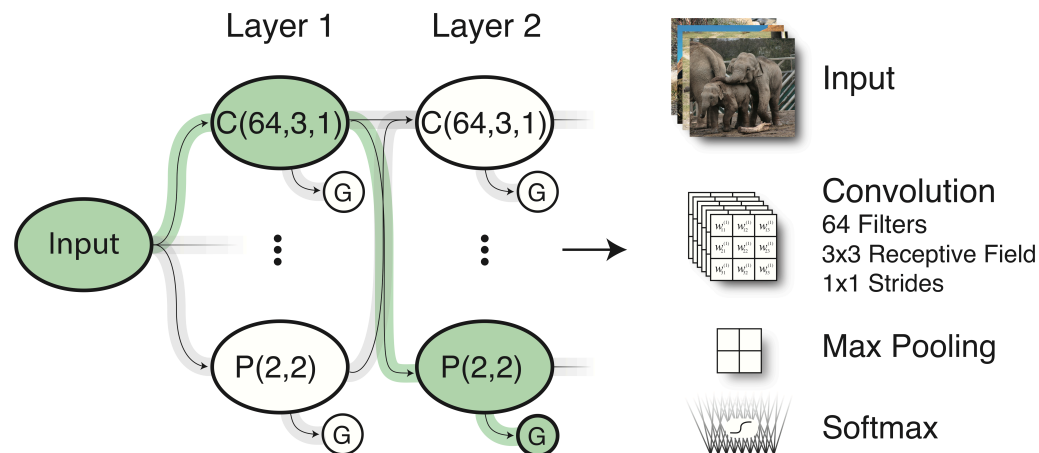 Layer 1
Layer 2
Input
C(64,3,1)
C(64,3,1)
G
G
Input
P(2,2)
P(2,2)
G
G
Input
Convolution
64 Filters
3x3 Receptive Field
1x1 Strides
Max Pooling
Softmax